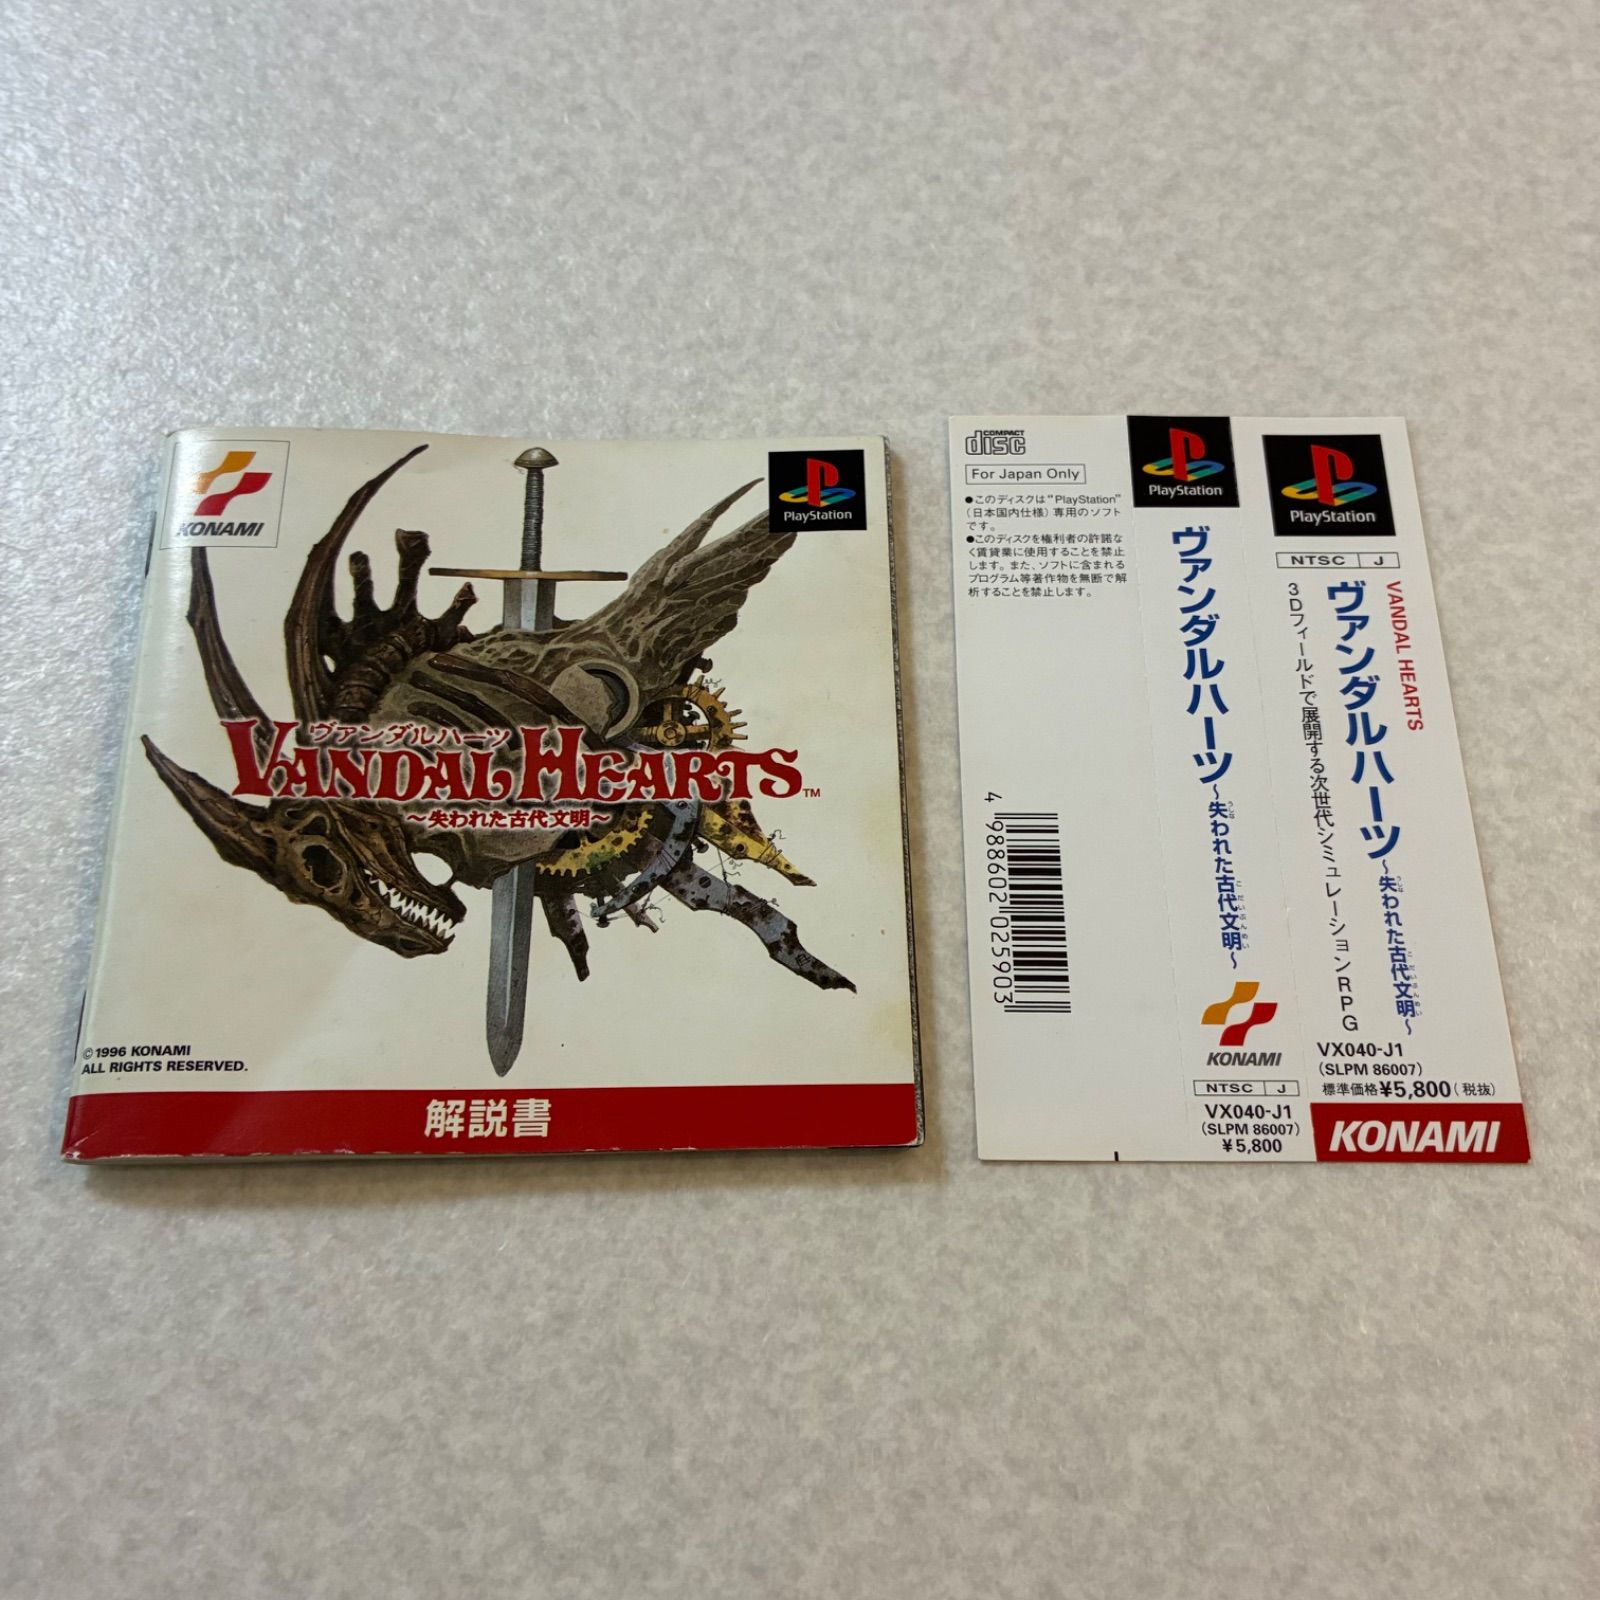 KONAMI
PlayStation
ヴァンダルハーツ
VANDAL HEARTS™
～失われた古代文明～
©1996 KONAMI
ALL RIGHTS RESERVED.
解説書
COMPACT
disc
For Japan Only
●このディスクは"PlayStation"
(日本国内仕様)専用のソフト
です。
●このディスクを権利者の許諾な
く賃貸業に使用することを禁止
します。また、ソフトに含まれる
プログラム等著作物を無断で解
析することを禁止します。
4 988602 025903
PlayStation
ヴァンダルハーツ～失われた古代文明～
KONAMI
NTSC J
VX040-J1
(SLPM 86007)
¥5,800
PlayStation
NTSC J
VANDAL HEARTS
ヴァンダルハーツ～失われた古代文明～
3Dフィールドで展開する次世代シミュレーションRPG
VX040-J1
(SLPM 86007)
標準価格¥5,800(税抜)
KONAMI